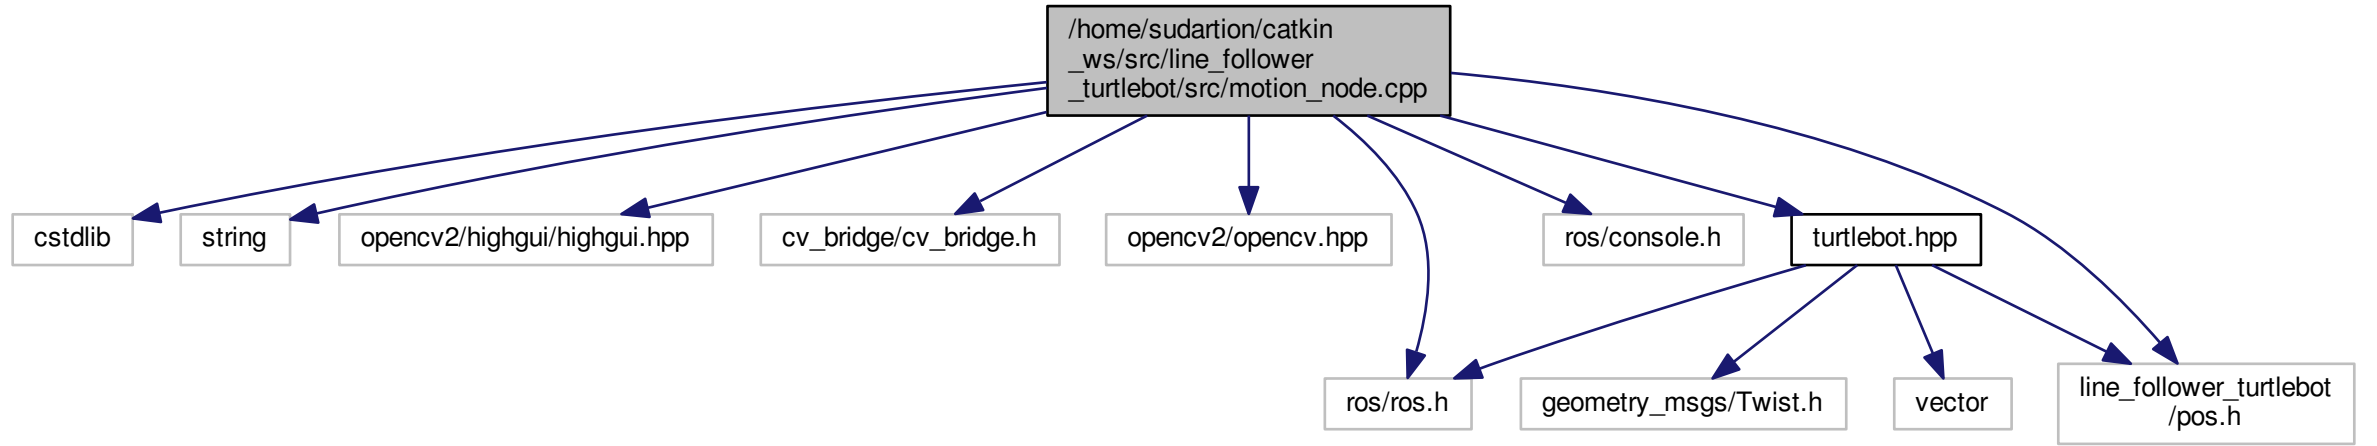 /home/sudartion/catkin
_ws/src/line_follower
_turtlebot/src/motion_node.cpp
cstdlib
string
opencv2/highgui/highgui.hpp
cv_bridge/cv_bridge.h
opencv2/opencv.hpp
ros/console.h
turtlebot.hpp
ros/ros.h
geometry_msgs/Twist.h
vector
line_follower_turtlebot
/pos.h